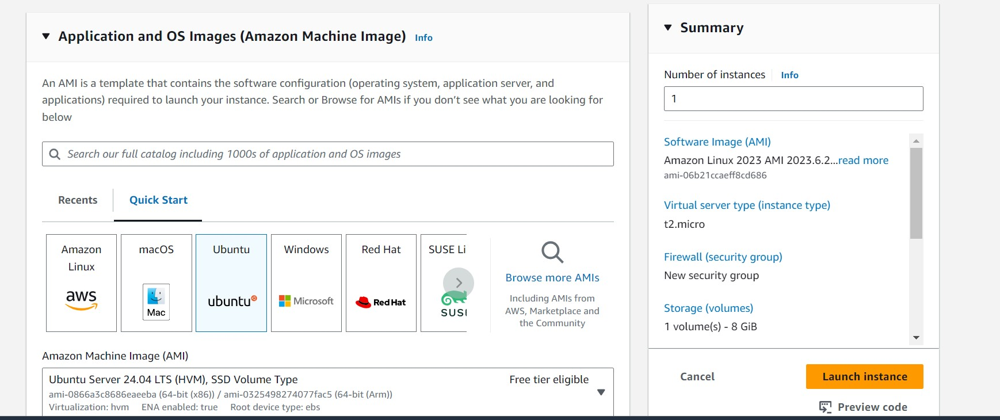 Application and OS Images (Amazon Machine Image) Info
An AMI is a template that contains the software configuration (operating system, application server, and
applications) required to launch your instance. Search or Browse for AMIs if you don’t see what you are looking for
below
Search our full catalog including 1000s of application and OS images
Recents
Quick Start
Amazon
Linux
aws
macOS
Mac
Ubuntu
ubuntu
Windows
Microsoft
Red Hat
Red Hat
SUSE Li
SUS
Browse more AMIs
Including AMIs from
AWS, Marketplace and
the Community
Amazon Machine Image (AMI)
Ubuntu Server 24.04 LTS (HVM), SSD Volume Type
Free tier eligible
ami-0866a3c8686eaeeba (64-bit (x86)) / ami-0325498274077fac5 (64-bit (Arm))
Virtualization: hvm ENA enabled: true Root device type: ebs
Summary
Number of instances Info
1
Software Image (AMI)
Amazon Linux 2023 AMI 2023.6.2...read more
ami-06b21ccaeff8cd686
Virtual server type (instance type)
t2.micro
Firewall (security group)
New security group
Storage (volumes)
1 volume(s) - 8 GiB
Cancel
Launch instance
Preview code